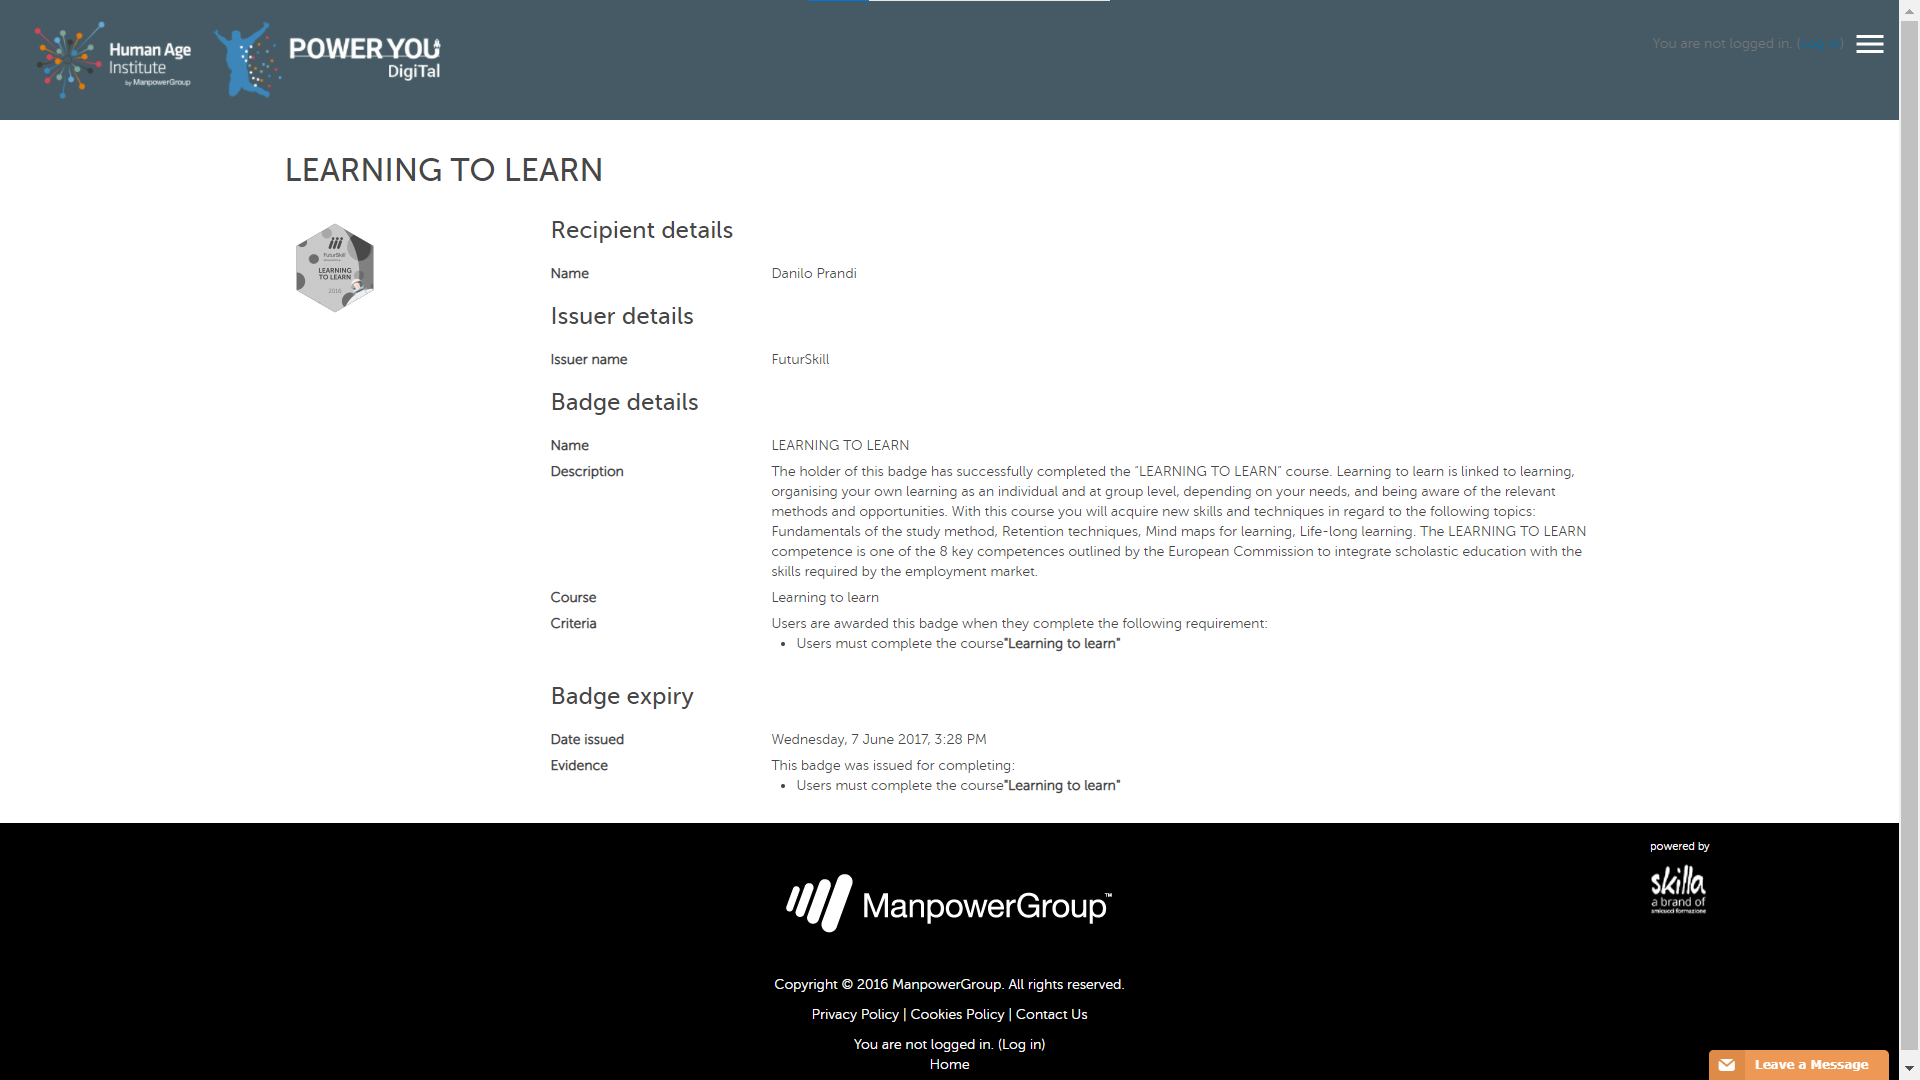 Human Age
Institute
by ManpowerGroup
POWER YOU
DigiTal
You are not logged in. (Log in)
LEARNING TO LEARN
FuturSkill
LEARNING
TO LEARN
2016
Recipient details
Name Danilo Prandi
Issuer details
Issuer name FuturSkill
Badge details
Name LEARNING TO LEARN
Description The holder of this badge has successfully completed the "LEARNING TO LEARN" course. Learning to learn is linked to learning,
organising your own learning as an individual and at group level, depending on your needs, and being aware of the relevant
methods and opportunities. With this course you will acquire new skills and techniques in regard to the following topics:
Fundamentals of the study method, Retention techniques, Mind maps for learning, Life-long learning. The LEARNING TO LEARN
competence is one of the 8 key competences outlined by the European Commission to integrate scholastic education with the
skills required by the employment market.
Course Learning to learn
Criteria Users are awarded this badge when they complete the following requirement:
• Users must complete the course"Learning to learn"
Badge expiry
Date issued Wednesday, 7 June 2017, 3:28 PM
Evidence This badge was issued for completing:
• Users must complete the course"Learning to learn"
powered by
skilla
a brand of
amicucci formazione
ManpowerGroup™
Copyright © 2016 ManpowerGroup. All rights reserved.
Privacy Policy | Cookies Policy | Contact Us
You are not logged in. (Log in)
Home
Leave a Message